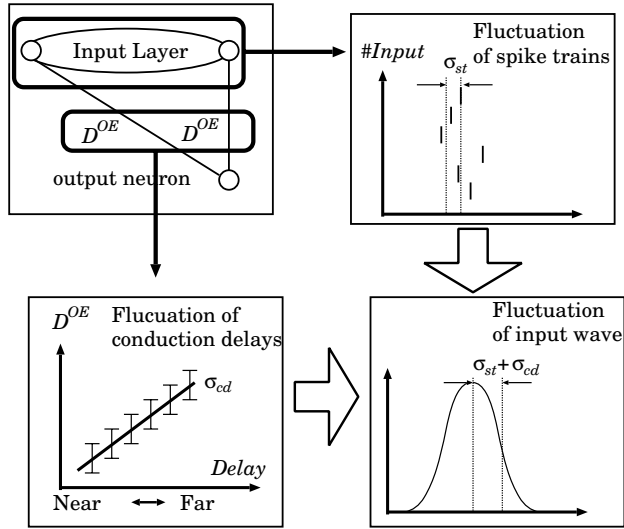 Input Layer
D^OE D^OE
output neuron
#Input
Fluctuation
of spike trains
σ_st
D^OE
Flucuation of
conduction delays
σ_cd
Delay
Near Far
Fluctuation
of input wave
σ_st+σ_cd